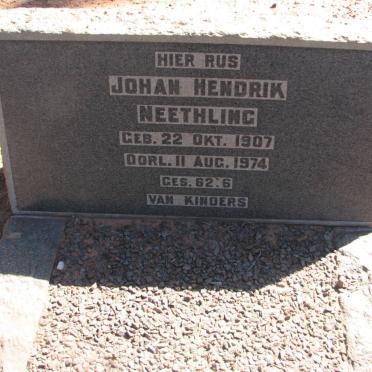 HIER RUS
JOHAN HENDRIK
NEETHLING
GEB. 22 OKT. 1907
OORL. 11 AUG. 1974
GES. 62:6
VAN KINDERS